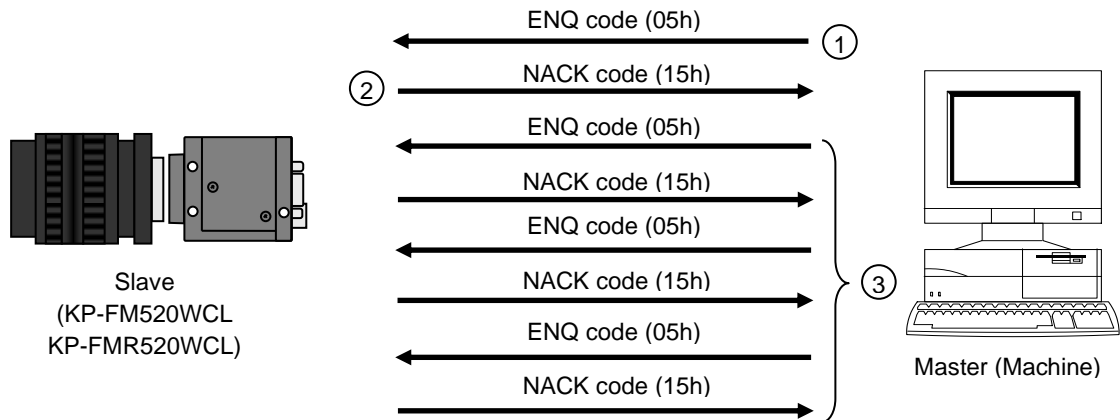 ENQ code (05h)
①
② NACK code (15h)
ENQ code (05h)
NACK code (15h)
ENQ code (05h)
NACK code (15h)
③
ENQ code (05h)
NACK code (15h)
Slave
(KP-FM520WCL
KP-FMR520WCL)
Master (Machine)